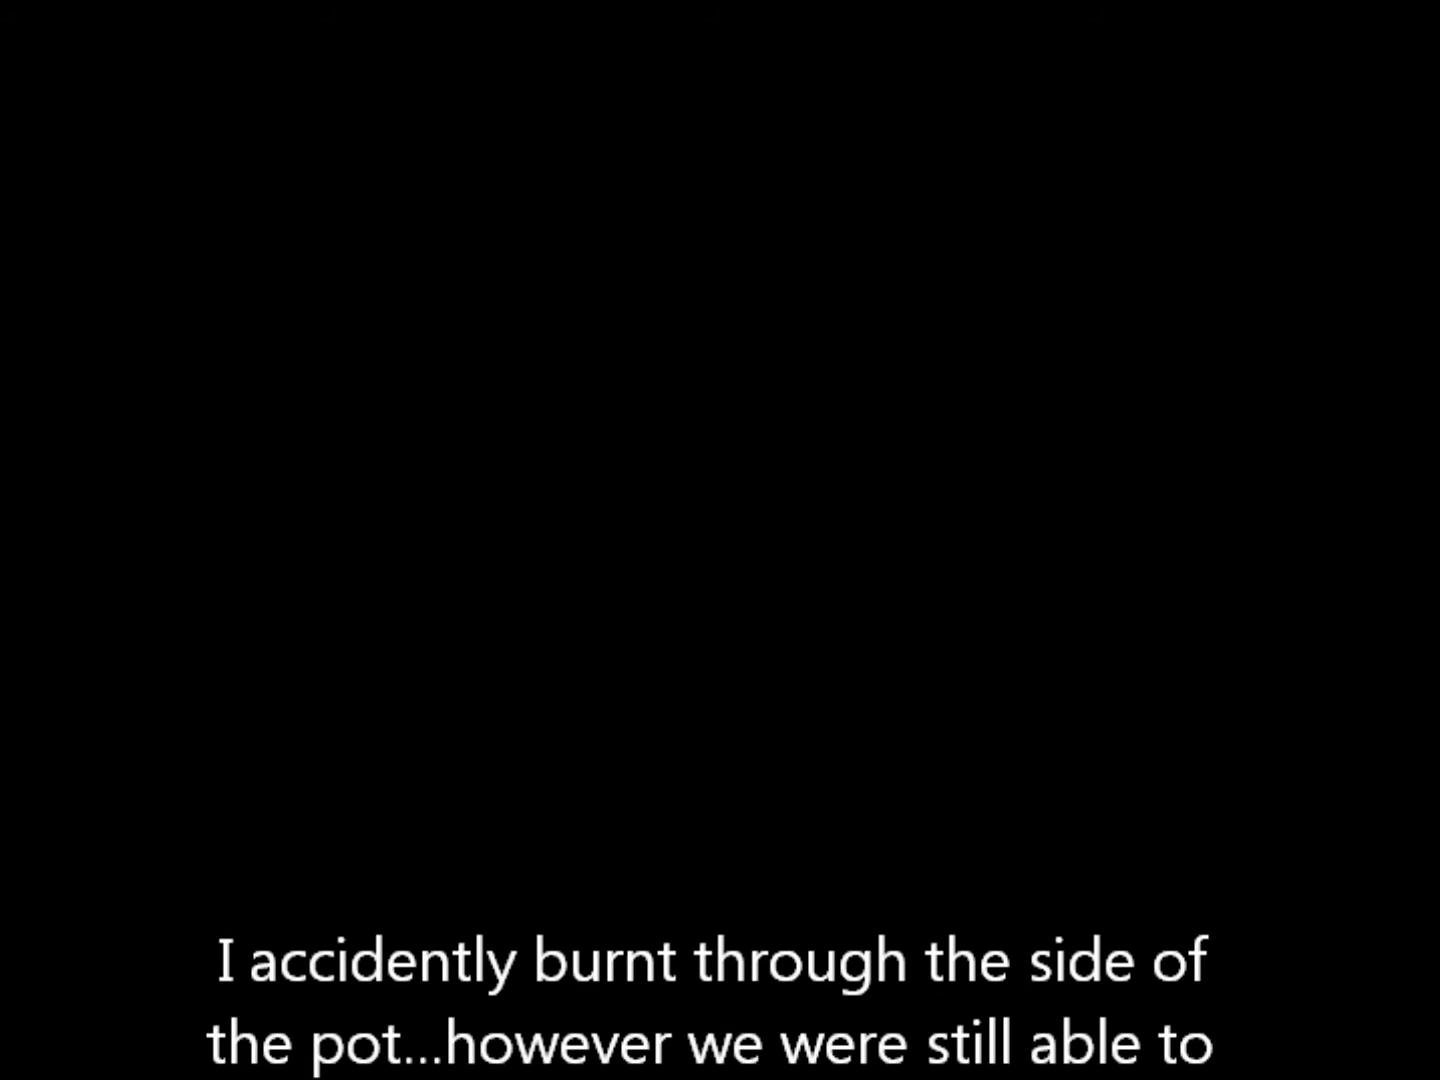 I accidently burnt through the side of
the pot...however we were still able to